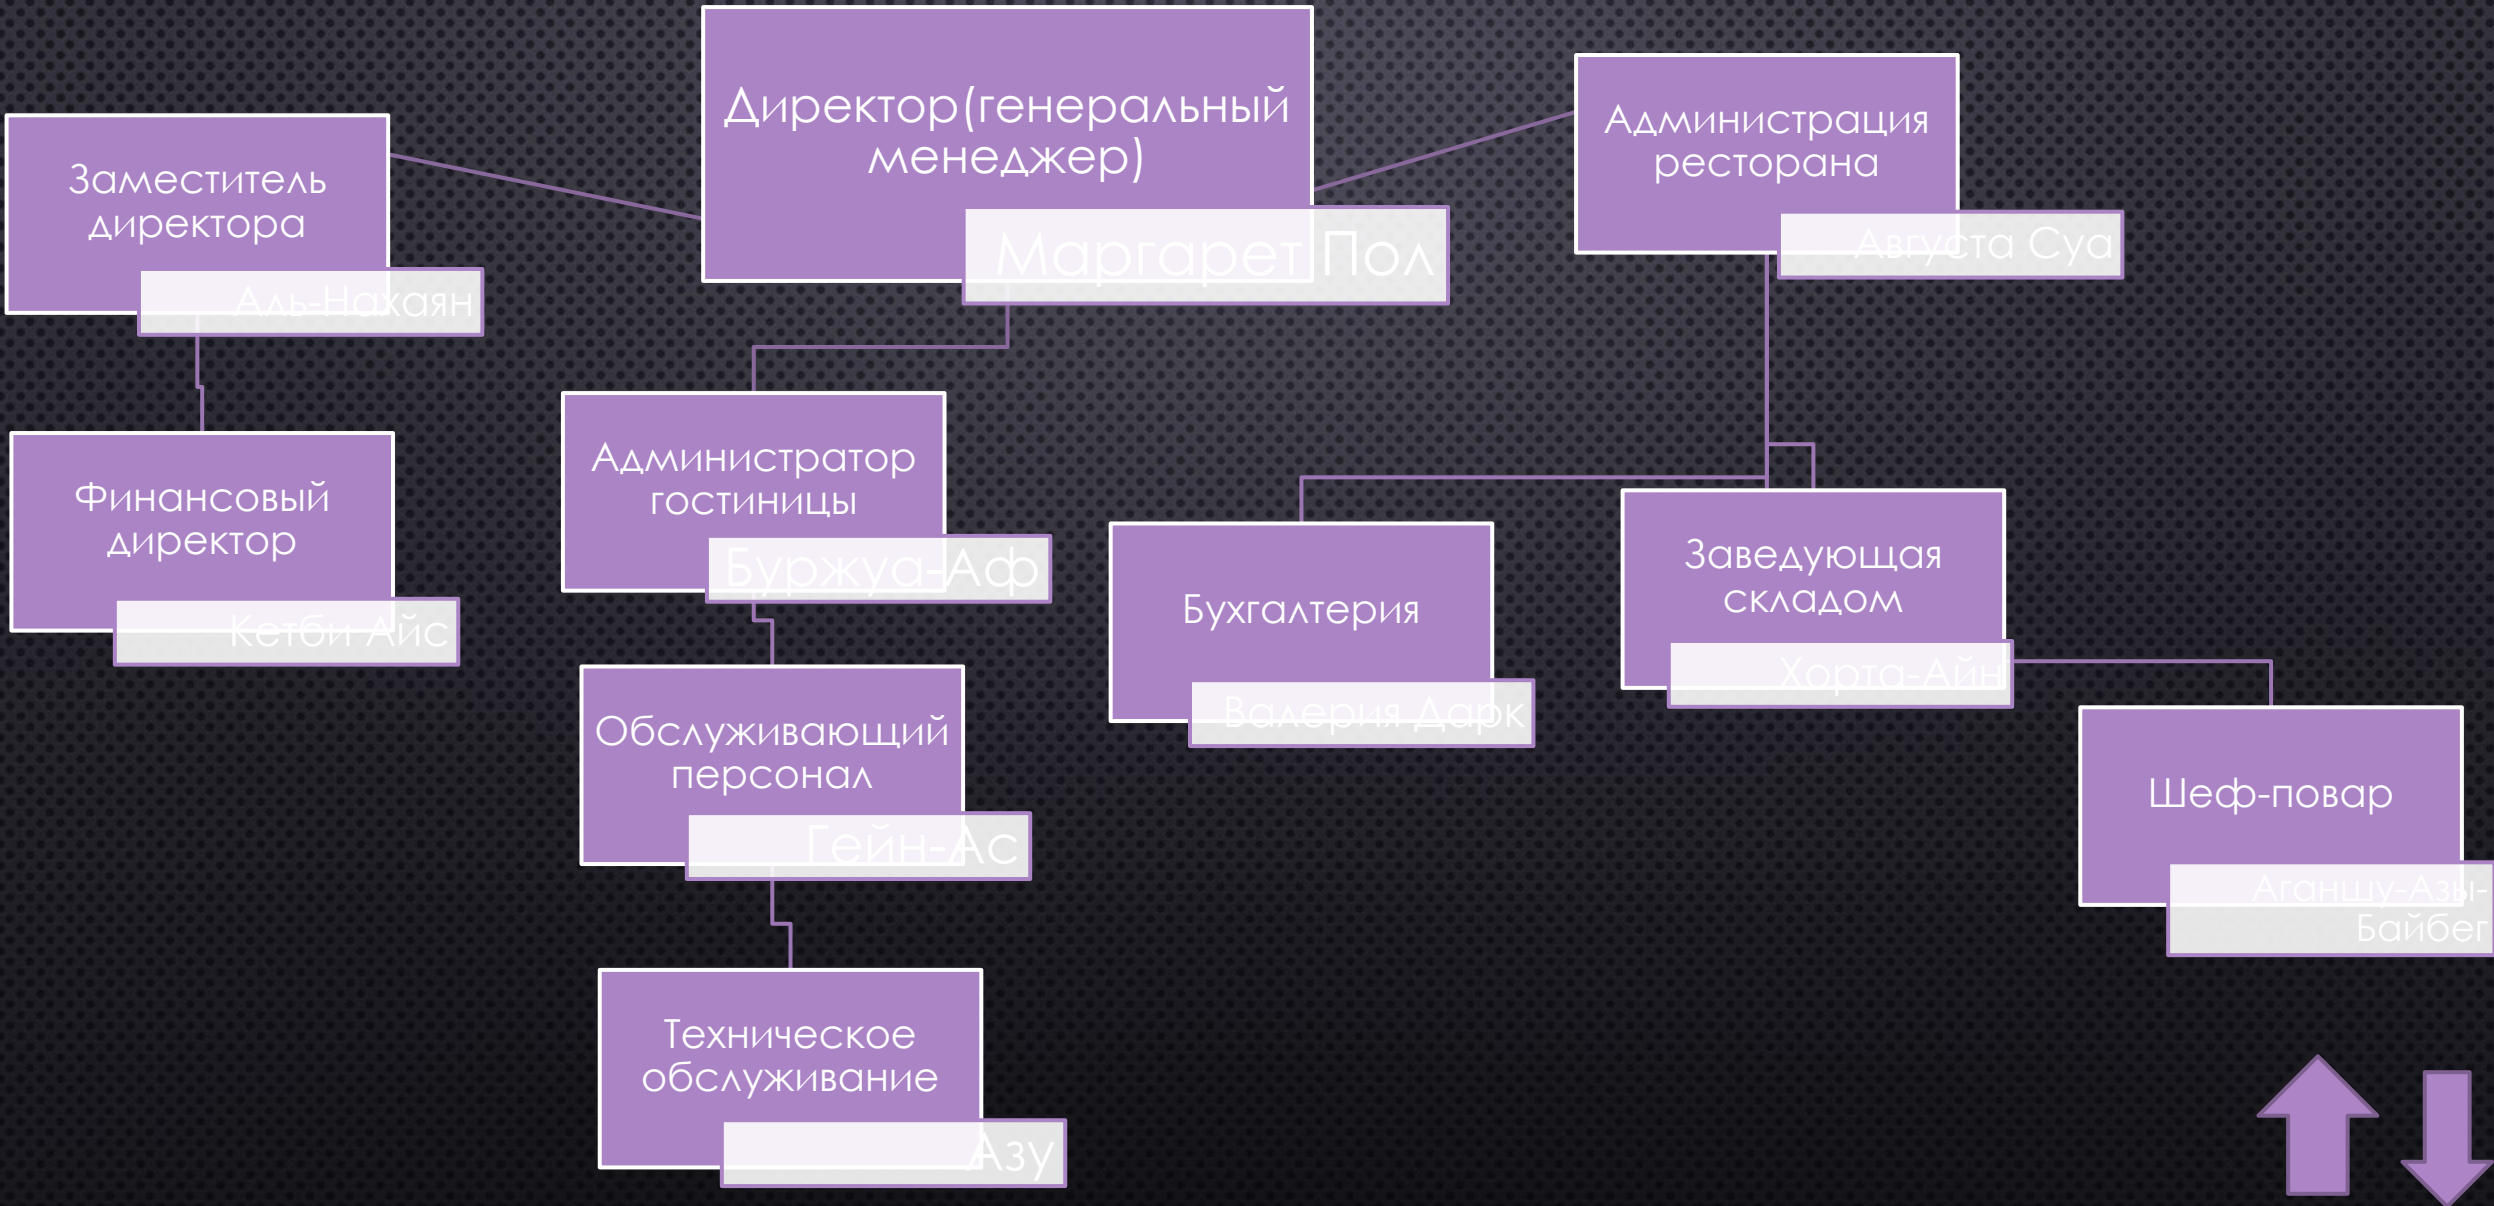 Директор(генеральный
менеджер)
Маргарет Пол
Администрация
ресторана
Августа Суа
Заместитель
директора
Аль-Нахаян
Финансовый
директор
Кетби Айс
Администратор
гостиницы
Буржуа-Аф
Обслуживающий
персонал
Гейн-Ас
Техническое
обслуживание
Азу
Бухгалтерия
Валерия Дарк
Заведующая
складом
Хорта-Айн
Шеф-повар
Аганшу-Азы-
Байбег